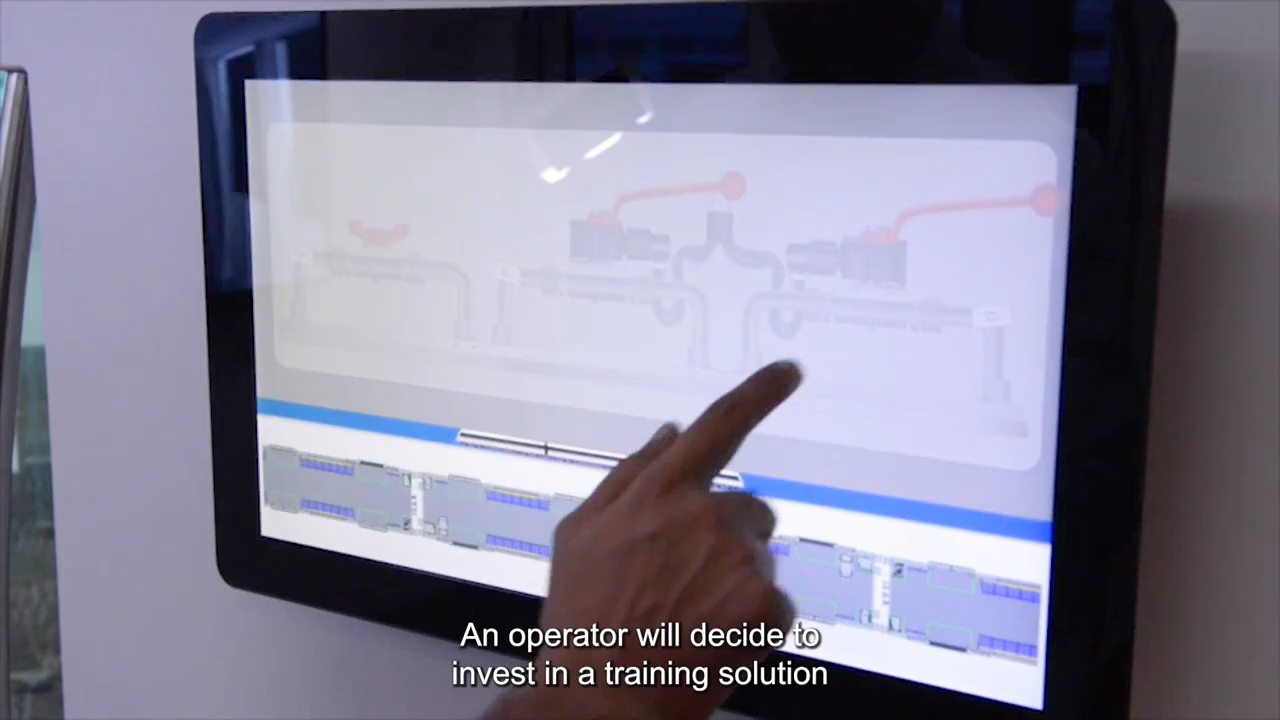 An operator will decide to
invest in a training solution